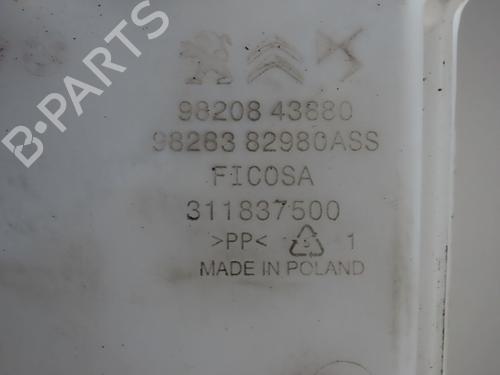 98208 43880
98263 82980ASS
FICOSA
311837500
>PP< 5 1
MADE IN POLAND
B-PARTS